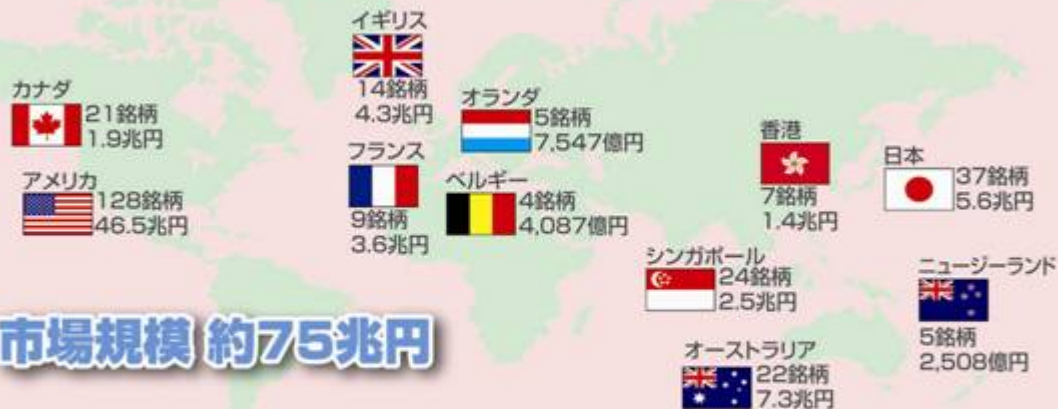 イギリス
14銘柄
4.3兆円
カナダ
21銘柄
1.9兆円
オランダ
5銘柄
7,547億円
香港
7銘柄
1.4兆円
日本
37銘柄
5.6兆円
フランス
9銘柄
3.6兆円
ベルギー
4銘柄
4,087億円
アメリカ
128銘柄
46.5兆円
シンガポール
24銘柄
2.5兆円
ニュージーランド
5銘柄
2,508億円
市場規模 約75兆円
オーストラリア
22銘柄
7.3兆円